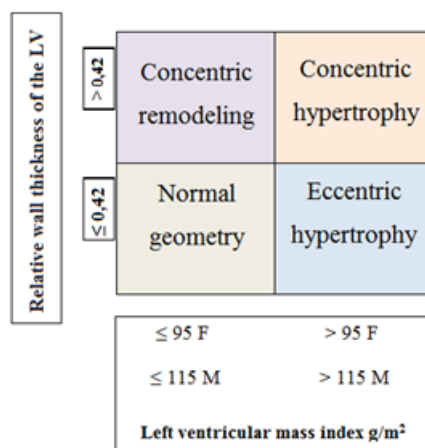 Relative wall thickness of the LV
> 0,42
≤ 0,42
Concentric
remodeling
Concentric
hypertrophy
Normal
geometry
Eccentric
hypertrophy
≤ 95 F
> 95 F
≤ 115 M
> 115 M
Left ventricular mass index g/m²